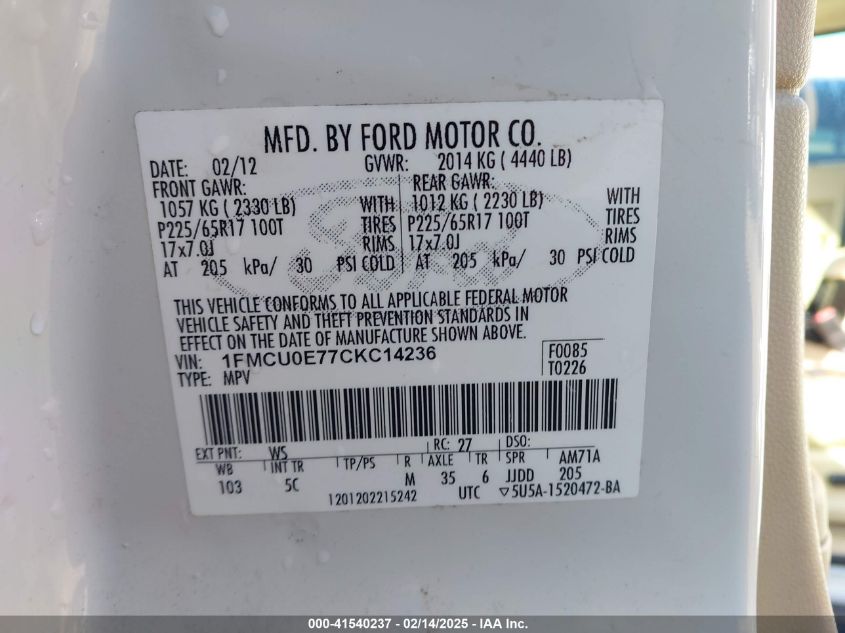 MFD. BY FORD MOTOR CO.
DATE: 02/12 GVWR: 2014 KG ( 4440 LB)
FRONT GAWR: REAR GAWR:
1057 KG ( 2330 LB) WITH 1012 KG ( 2230 LB) WITH
P225/65R17 100T TIRES P225/65R17 100T TIRES
17x7.0J RIMS 17x7.0J RIMS
AT 205 kPa/ 30 PSI COLD AT 205 kPa/ 30 PSI COLD
THIS VEHICLE CONFORMS TO ALL APPLICABLE FEDERAL MOTOR
VEHICLE SAFETY AND THEFT PREVENTION STANDARDS IN
EFFECT ON THE DATE OF MANUFACTURE SHOWN ABOVE.
VIN: 1FMCU0E77CKC14236 F0085
TYPE: MPV T0226
EXT PNT: WS RC: 27 DSO:
WB INT TR TP/PS R AXLE TR SPR AM71A
103 5C M 35 6 JJDD 205
1201202215242 UTC ▽5U5A-1520472-BA
000-41540237 - 02/14/2025 - IAA Inc.